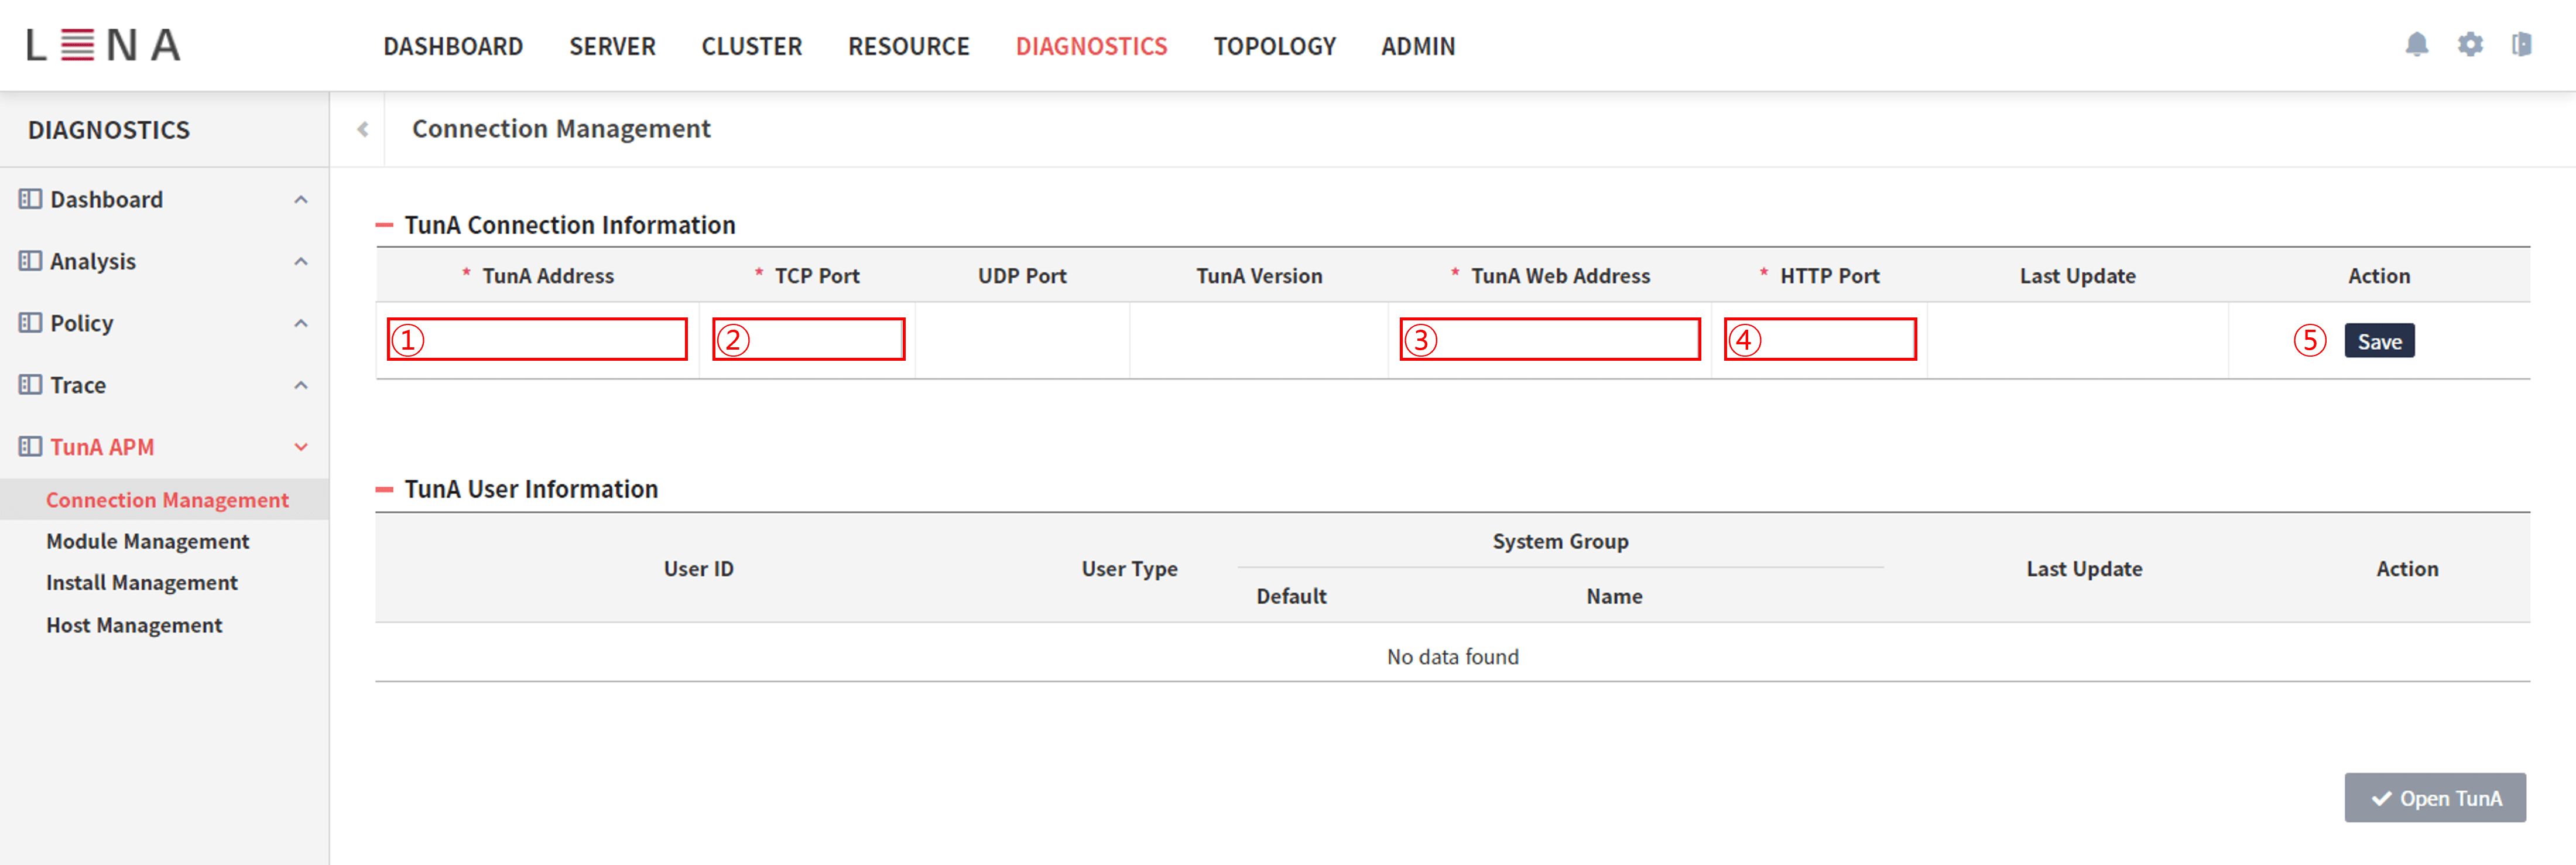 LENA
DASHBOARD SERVER CLUSTER RESOURCE DIAGNOSTICS TOPOLOGY ADMIN
DIAGNOSTICS
Connection Management
Dashboard
Analysis
Policy
Trace
TunA APM
Connection Management
Module Management
Install Management
Host Management
TunA Connection Information
* TunA Address * TCP Port UDP Port TunA Version * TunA Web Address * HTTP Port Last Update Action
① ② ③ ④ ⑤ Save
TunA User Information
User ID User Type System Group Last Update Action
Default Name
No data found
Open TunA